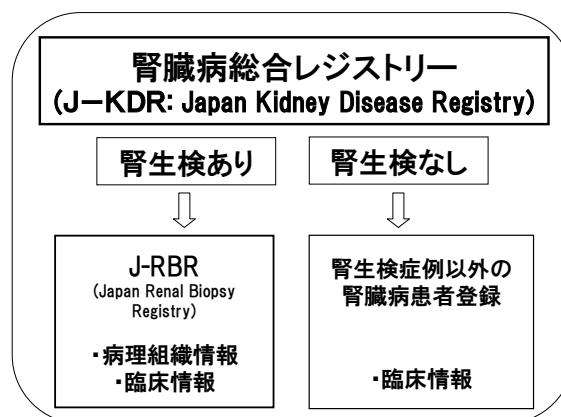 腎臓病総合レジストリー
(J－KDR: Japan Kidney Disease Registry)
腎生検あり
腎生検なし
J-RBR
(Japan Renal Biopsy
Registry)
・病理組織情報
・臨床情報
腎生検症例以外の
腎臓病患者登録
・臨床情報